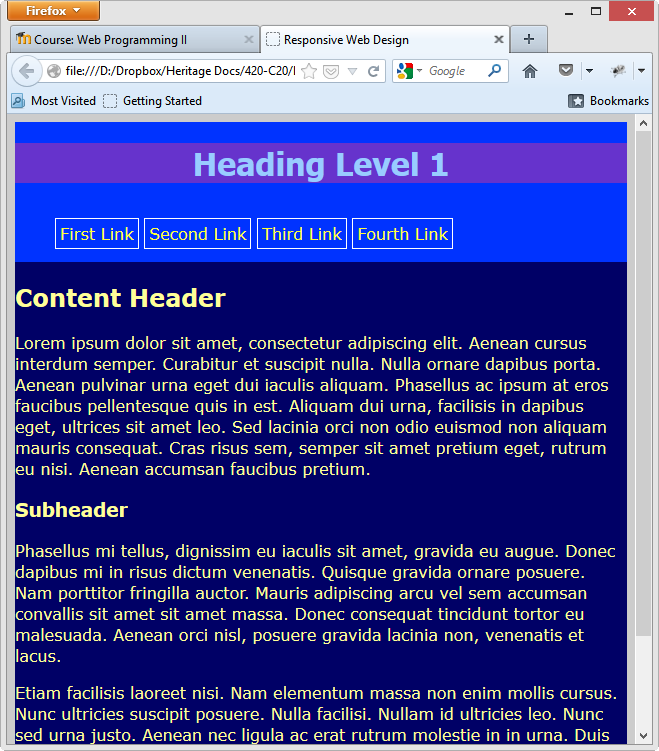 Firefox
Course: Web Programming II
Responsive Web Design
file:///D:/Dropbox/Heritage Docs/420-C20/
Google
Most Visited
Getting Started
Bookmarks
Heading Level 1
First Link
Second Link
Third Link
Fourth Link
Content Header
Lorem ipsum dolor sit amet, consectetur adipiscing elit. Aenean cursus
interdum semper. Curabitur et suscipit nulla. Nulla ornare dapibus porta.
Aenean pulvinar urna eget dui iaculis aliquam. Phasellus ac ipsum at eros
faucibus pellentesque quis in est. Aliquam dui urna, facilisis in dapibus
eget, ultrices sit amet leo. Sed lacinia orci non odio euismod non aliquam
mauris consequat. Cras risus sem, semper sit amet pretium eget, rutrum
eu nisi. Aenean accumsan faucibus pretium.
Subheader
Phasellus mi tellus, dignissim eu iaculis sit amet, gravida eu augue. Donec
dapibus mi in risus dictum venenatis. Quisque gravida ornare posuere.
Nam porttitor fringilla auctor. Mauris adipiscing arcu vel sem accumsan
convallis sit amet sit amet massa. Donec consequat tincidunt tortor eu
malesuada. Aenean orci nisl, posuere gravida lacinia non, venenatis et
lacus.
Etiam facilisis laoreet nisi. Nam elementum massa non enim mollis cursus.
Nunc ultricies suscipit posuere. Nulla facilisi. Nullam id ultricies leo. Nunc
sed urna justo. Aenean nec ligula ac erat rutrum molestie in in urna. Duis